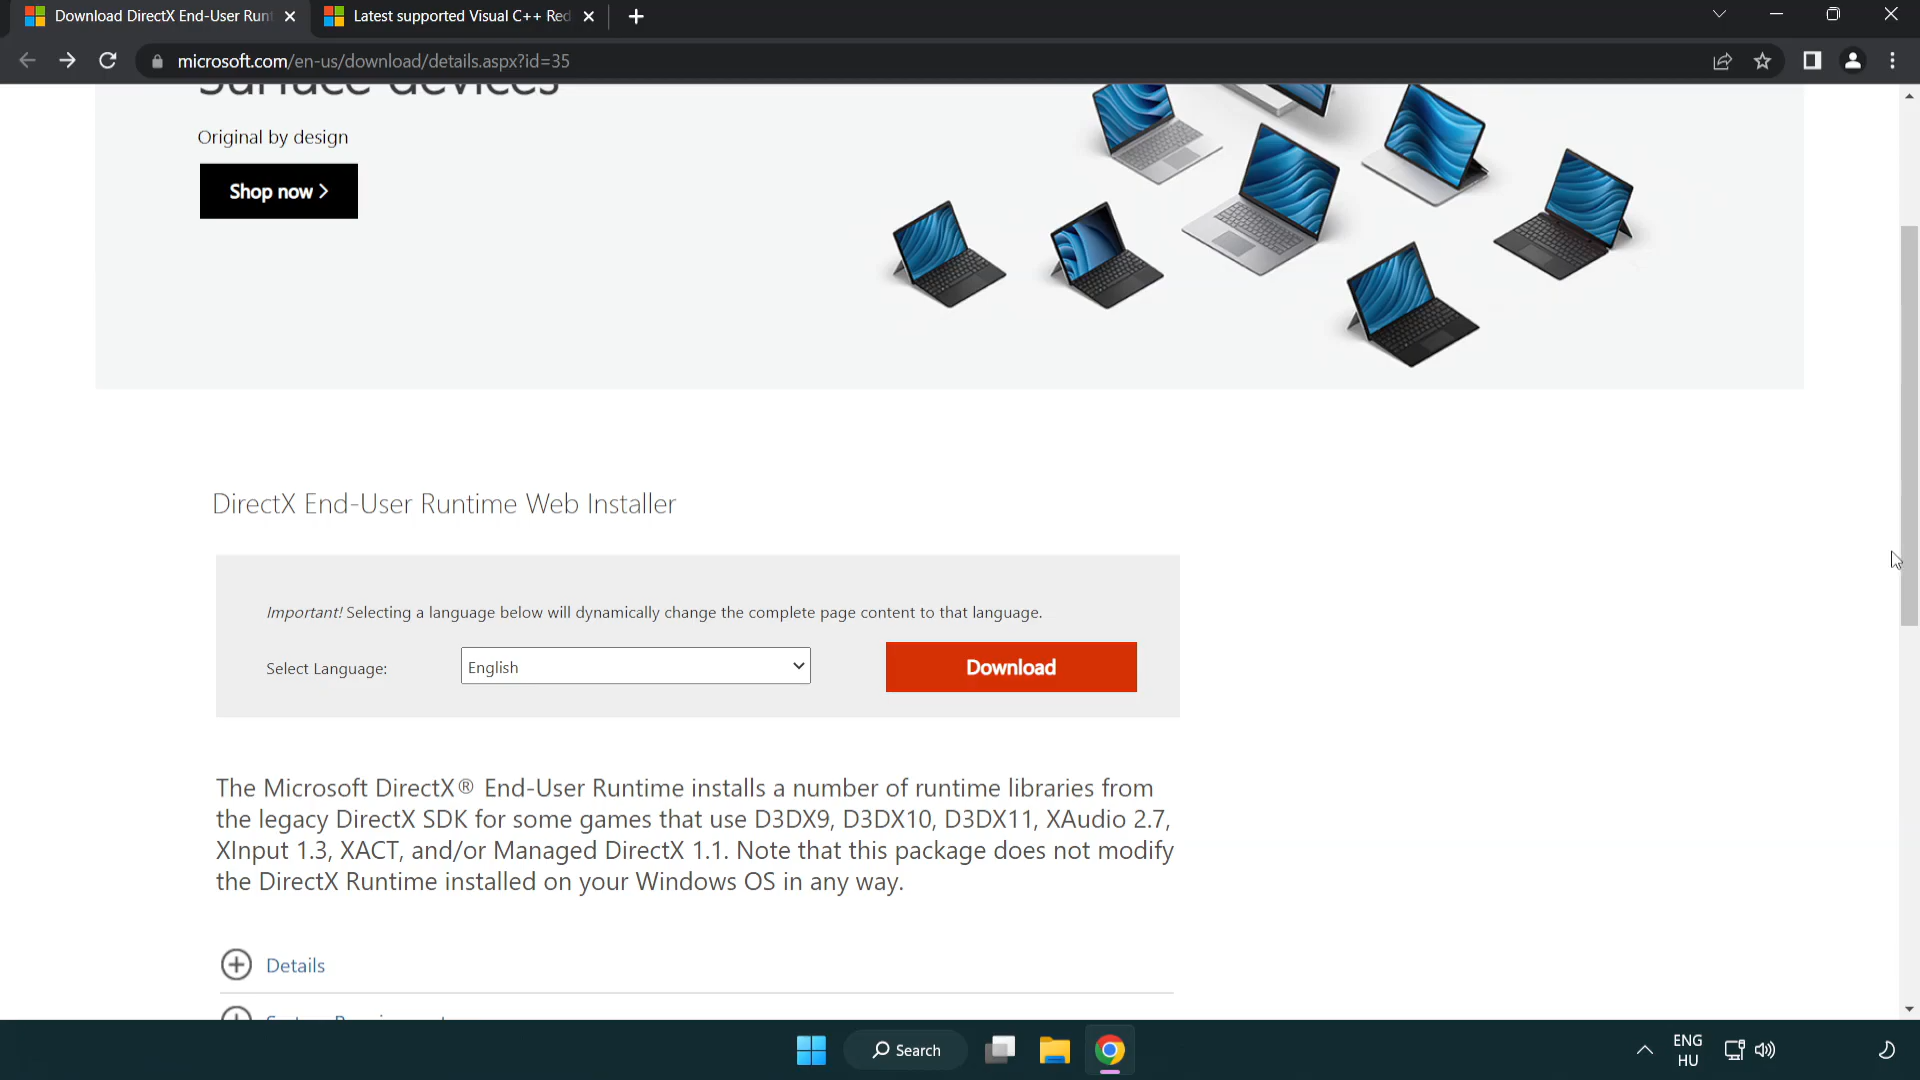 Download DirectX End-User Runt
Latest supported Visual C++ Red
microsoft.com/en-us/download/details.aspx?id=35
Surface devices
Original by design
Shop now >
DirectX End-User Runtime Web Installer
Important! Selecting a language below will dynamically change the complete page content to that language.
Select Language:
English
Download
The Microsoft DirectX® End-User Runtime installs a number of runtime libraries from
the legacy DirectX SDK for some games that use D3DX9, D3DX10, D3DX11, XAudio 2.7,
XInput 1.3, XACT, and/or Managed DirectX 1.1. Note that this package does not modify
the DirectX Runtime installed on your Windows OS in any way.
Details
Search
ENG
HU